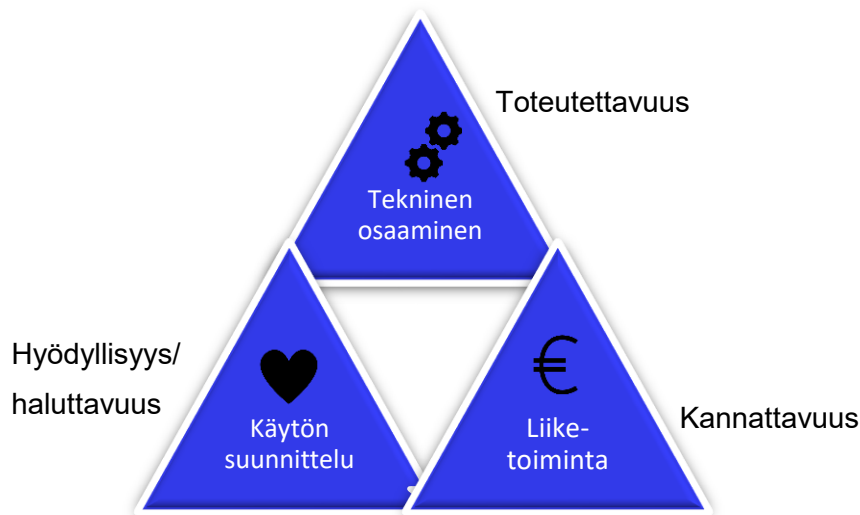 Toteutettavuus
Tekninen
osaaminen
Hyödyllisyys/
haluttavuus
Käytön
suunnittelu
€
Liike-
toiminta
Kannattavuus